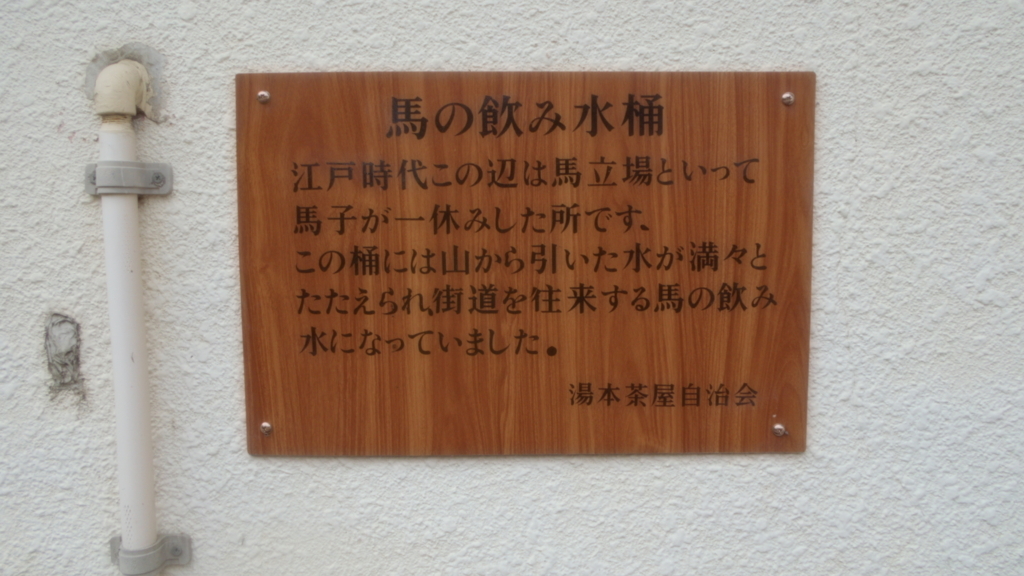 馬の飲み水桶
江戸時代この辺は馬立場といって
馬子が一休みした所です、
この桶には山から引いた水が満々と
たたえられ、街道を往来する馬の飲み
水になっていました。
湯本茶屋自治会